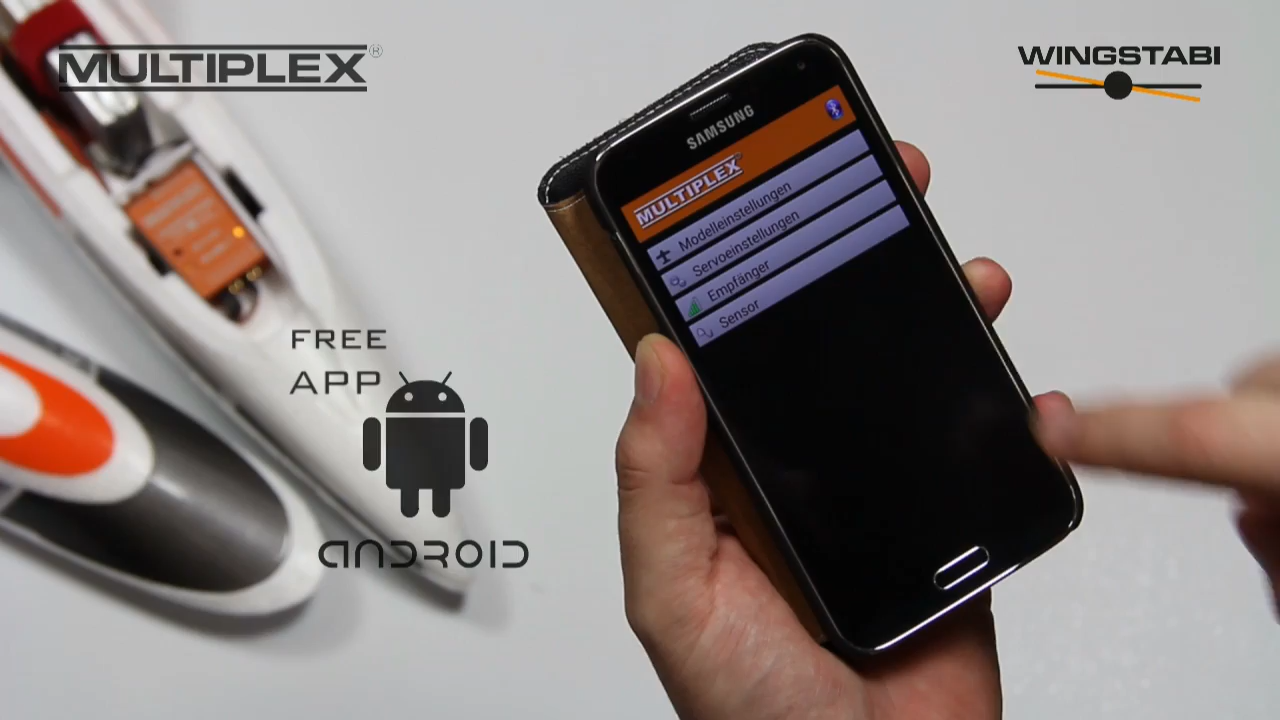 MULTIPLEX®
WINGSTABI
SAMSUNG
MULTIPLEX
Modelleinstellungen
Servoeinstellungen
Empfänger
Sensor
FREE
APP
ANDROID